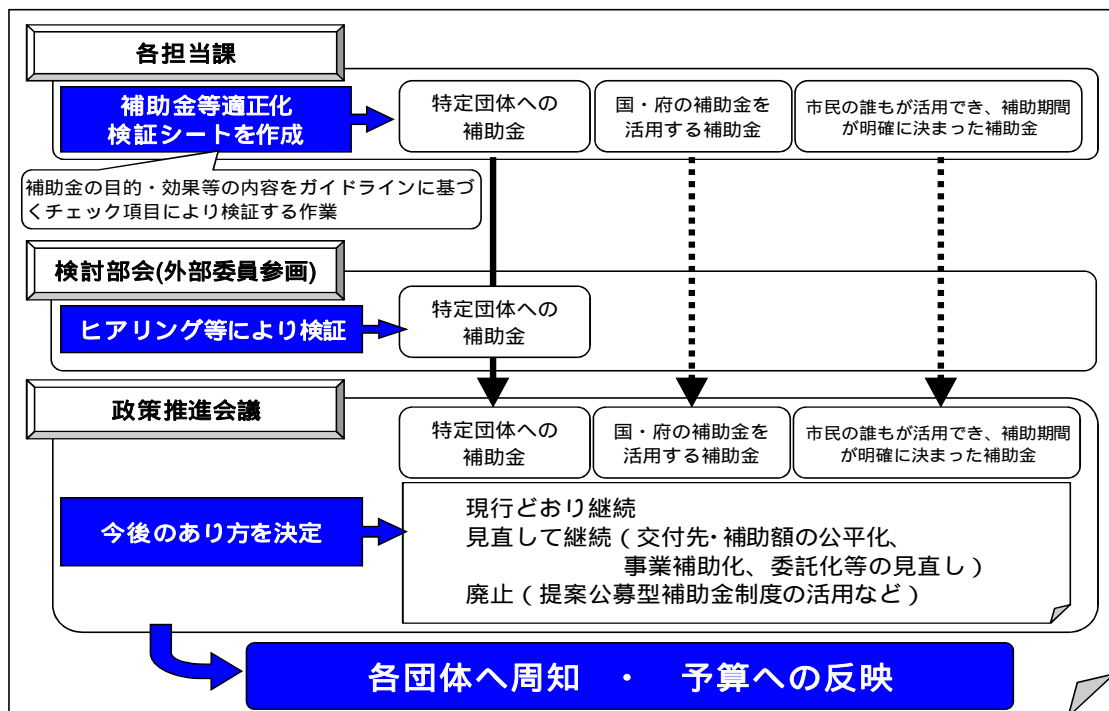 各担当課
補助金等適正化
検証シートを作成
特定団体への
補助金
国・府の補助金を
活用する補助金
市民の誰もが活用でき、補助期間
が明確に決まった補助金
補助金の目的・効果等の内容をガイドラインに基づ
くチェック項目により検証する作業
検討部会(外部委員参画)
ヒアリング等により検証
特定団体への
補助金
政策推進会議
特定団体への
補助金
国・府の補助金を
活用する補助金
市民の誰もが活用でき、補助期間
が明確に決まった補助金
今後のあり方を決定
現行どおり継続
見直して継続（交付先・補助額の公平化、
事業補助化、委託化等の見直し）
廃止（提案公募型補助金制度の活用など）
各団体へ周知 ・ 予算への反映